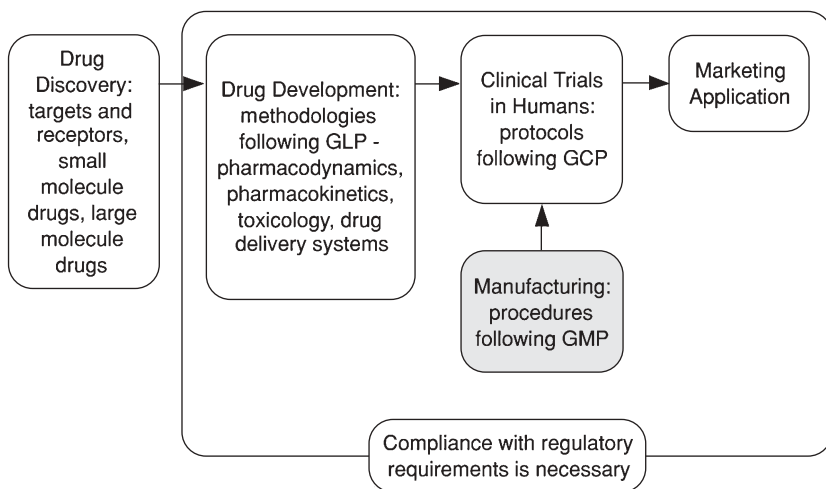 Drug
Discovery:
targets and
receptors,
small
molecule
drugs, large
molecule
drugs
Drug Development:
methodologies
following GLP -
pharmacodynamics,
pharmacokinetics,
toxicology, drug
delivery systems
Clinical Trials
in Humans:
protocols
following GCP
Marketing
Application
Manufacturing:
procedures
following GMP
Compliance with regulatory
requirements is necessary